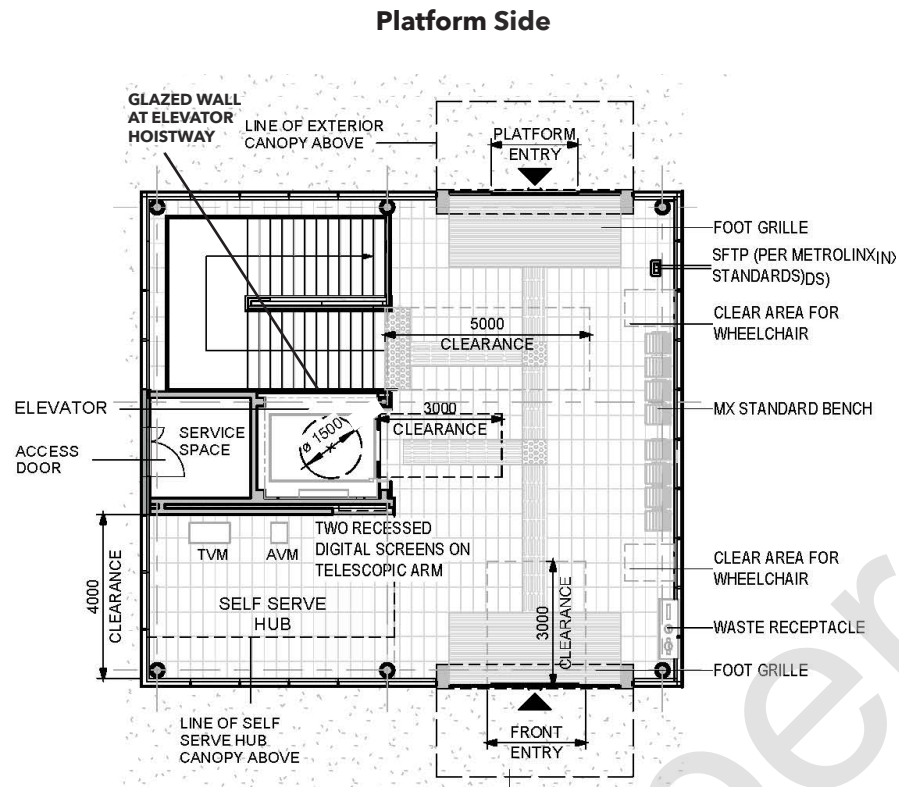 Platform Side
GLAZED WALL
AT ELEVATOR
HOISTWAY
LINE OF EXTERIOR
CANOPY ABOVE
PLATFORM
ENTRY
FOOT GRILLE
SFTP (PER METROLINX IN)
STANDARDS) DS)
CLEAR AREA FOR
WHEELCHAIR
5000
CLEARANCE
MX STANDARD BENCH
ELEVATOR
3000
CLEARANCE
ø 1500
SERVICE
SPACE
ACCESS
DOOR
TWO RECESSED
DIGITAL SCREENS ON
TELESCOPIC ARM
TVM
AVM
CLEAR AREA FOR
WHEELCHAIR
4000
CLEARANCE
SELF SERVE
HUB
3000
CLEARANCE
WASTE RECEPTACLE
FOOT GRILLE
LINE OF SELF
SERVE HUB
CANOPY ABOVE
FRONT
ENTRY